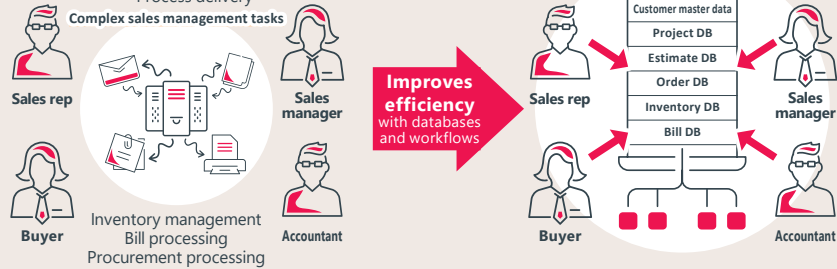 Process delivery
Complex sales management tasks
Sales rep
Sales
manager
Buyer
Accountant
Inventory management
Bill processing
Procurement processing
Improves
efficiency
with databases
and workflows
Customer master data
Project DB
Estimate DB
Order DB
Inventory DB
Bill DB
Sales rep
Sales
manager
Buyer
Accountant